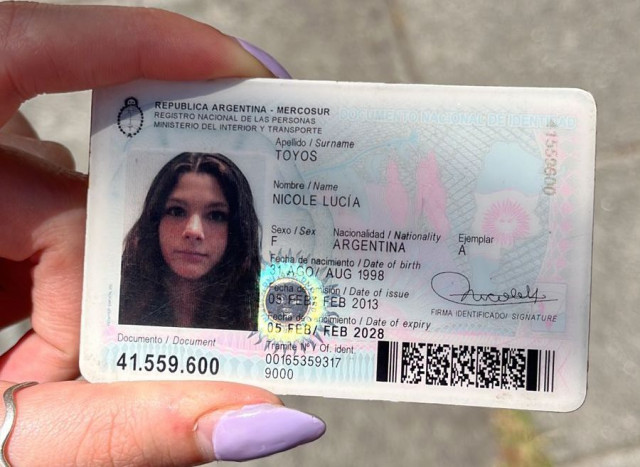 REPUBLICA ARGENTINA - MERCOSUR
REGISTRO NACIONAL DE LAS PERSONAS
MINISTERIO DEL INTERIOR Y TRANSPORTE
DOCUMENTO NACIONAL DE IDENTIDAD
Apellido / Surname
TOYOS
Nombre / Name
NICOLE LUCÍA
Sexo / Sex Nacionalidad / Nationality Ejemplar
F ARGENTINA A
Fecha de nacimiento / Date of birth
31 AGO/ AUG 1998
Fecha de / Date of issue
05 FEB/ FEB 2013
Fecha de vencimiento / Date of expiry
05 FEB/ FEB 2028
FIRMA IDENTIFICADO/ SIGNATURE
Documento / Document
41.559.600
Trámite N° / Of. ident
00165359317
9000